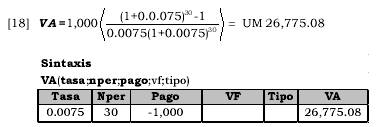 [18] VA=1,000((1+0.0.075)^30-1 / 0.0075(1+0.0075)^30) = UM 26,775.08
Sintaxis
VA(tasa;nper;pago;vf;tipo)
Tasa Nper Pago VF Tipo VA
0.0075 30 -1,000 26,775.08